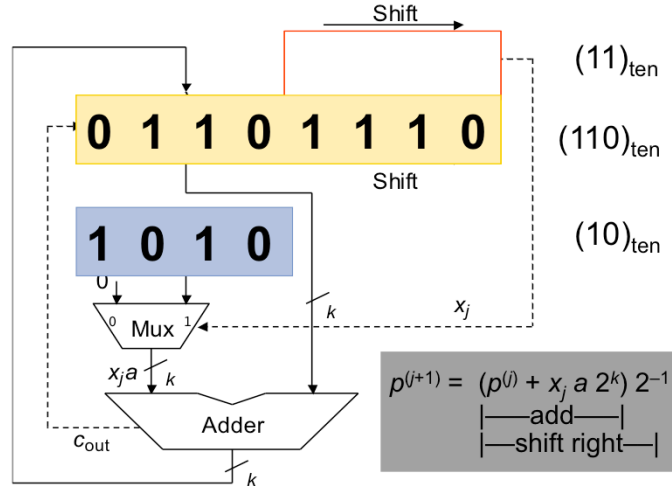 Shift
(11)ten
0 1 1 0 1 1 1 0
(110)ten
Shift
1 0 1 0
(10)ten
0
0 Mux 1
xj
k
xja
k
Adder
cout
k
p(j+1) = (p(j) + xj a 2k) 2–1
|——add——|
|—shift right—|